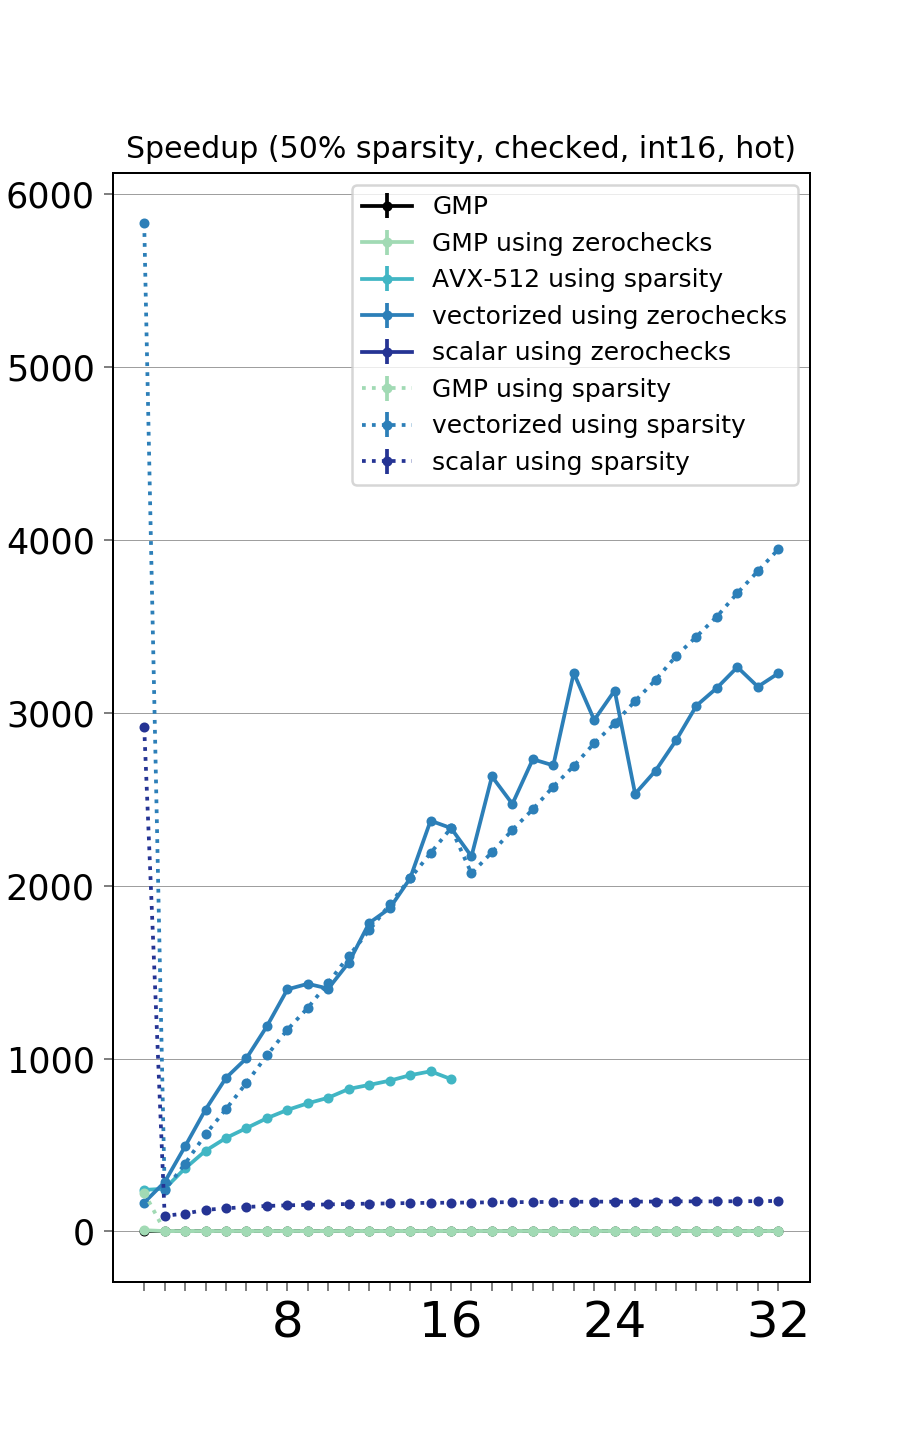 Speedup (50% sparsity, checked, int16, hot)
6000
5000
4000
3000
2000
1000
0
GMP
GMP using zerochecks
AVX-512 using sparsity
vectorized using zerochecks
scalar using zerochecks
GMP using sparsity
vectorized using sparsity
scalar using sparsity
8 16 24 32